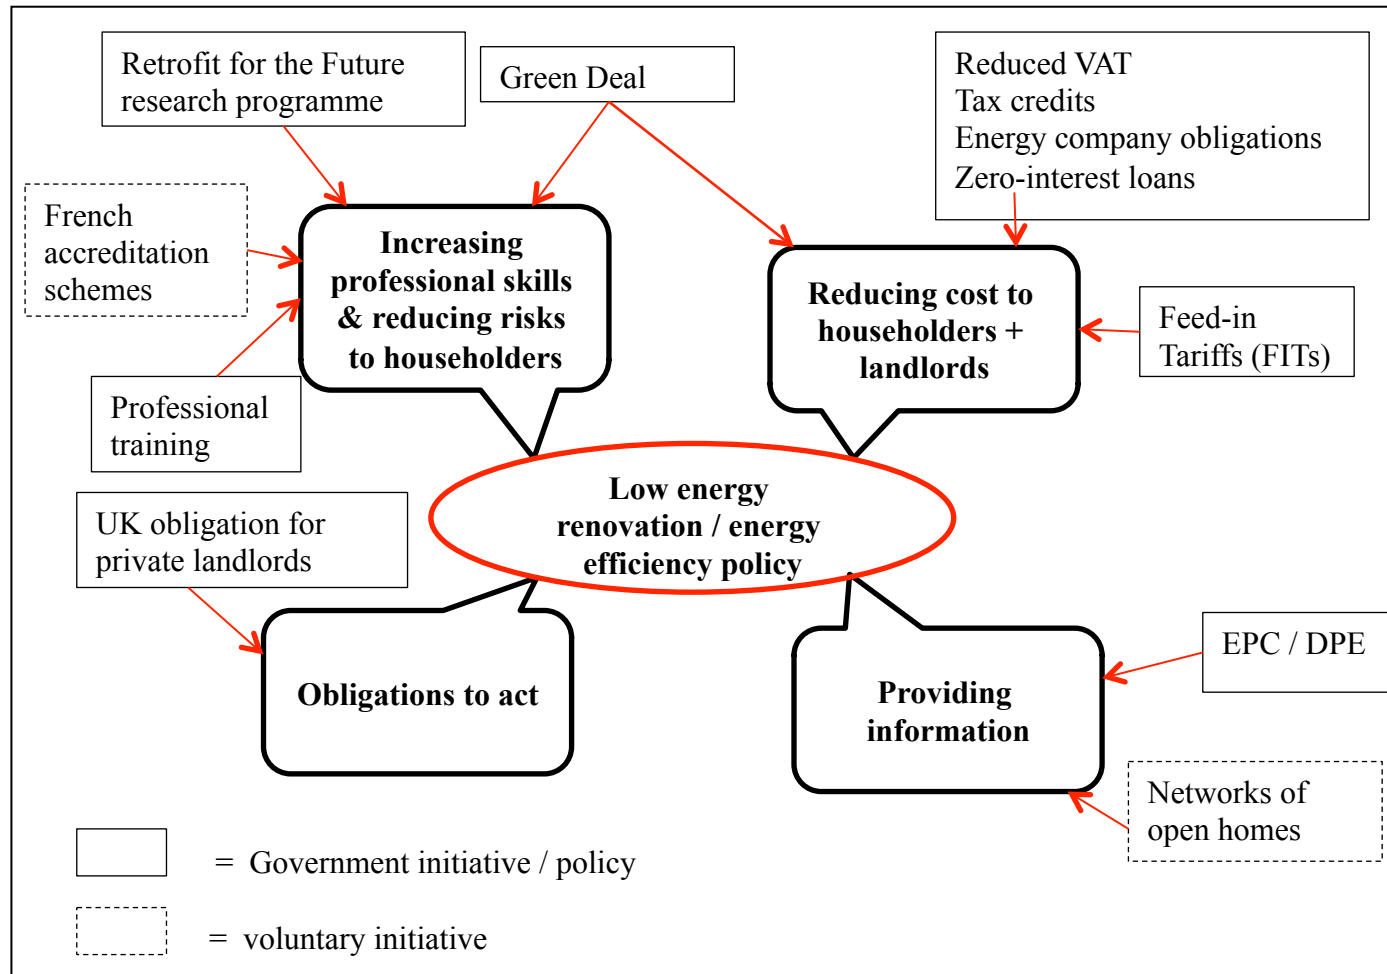 Retrofit for the Future
research programme
Green Deal
Reduced VAT
Tax credits
Energy company obligations
Zero-interest loans
French
accreditation
schemes
Increasing
professional skills
& reducing risks
to householders
Reducing cost to
householders +
landlords
Feed-in
Tariffs (FITs)
Professional
training
Low energy
renovation / energy
efficiency policy
UK obligation for
private landlords
Obligations to act
Providing
information
EPC / DPE
Networks of
open homes
= Government initiative / policy
= voluntary initiative